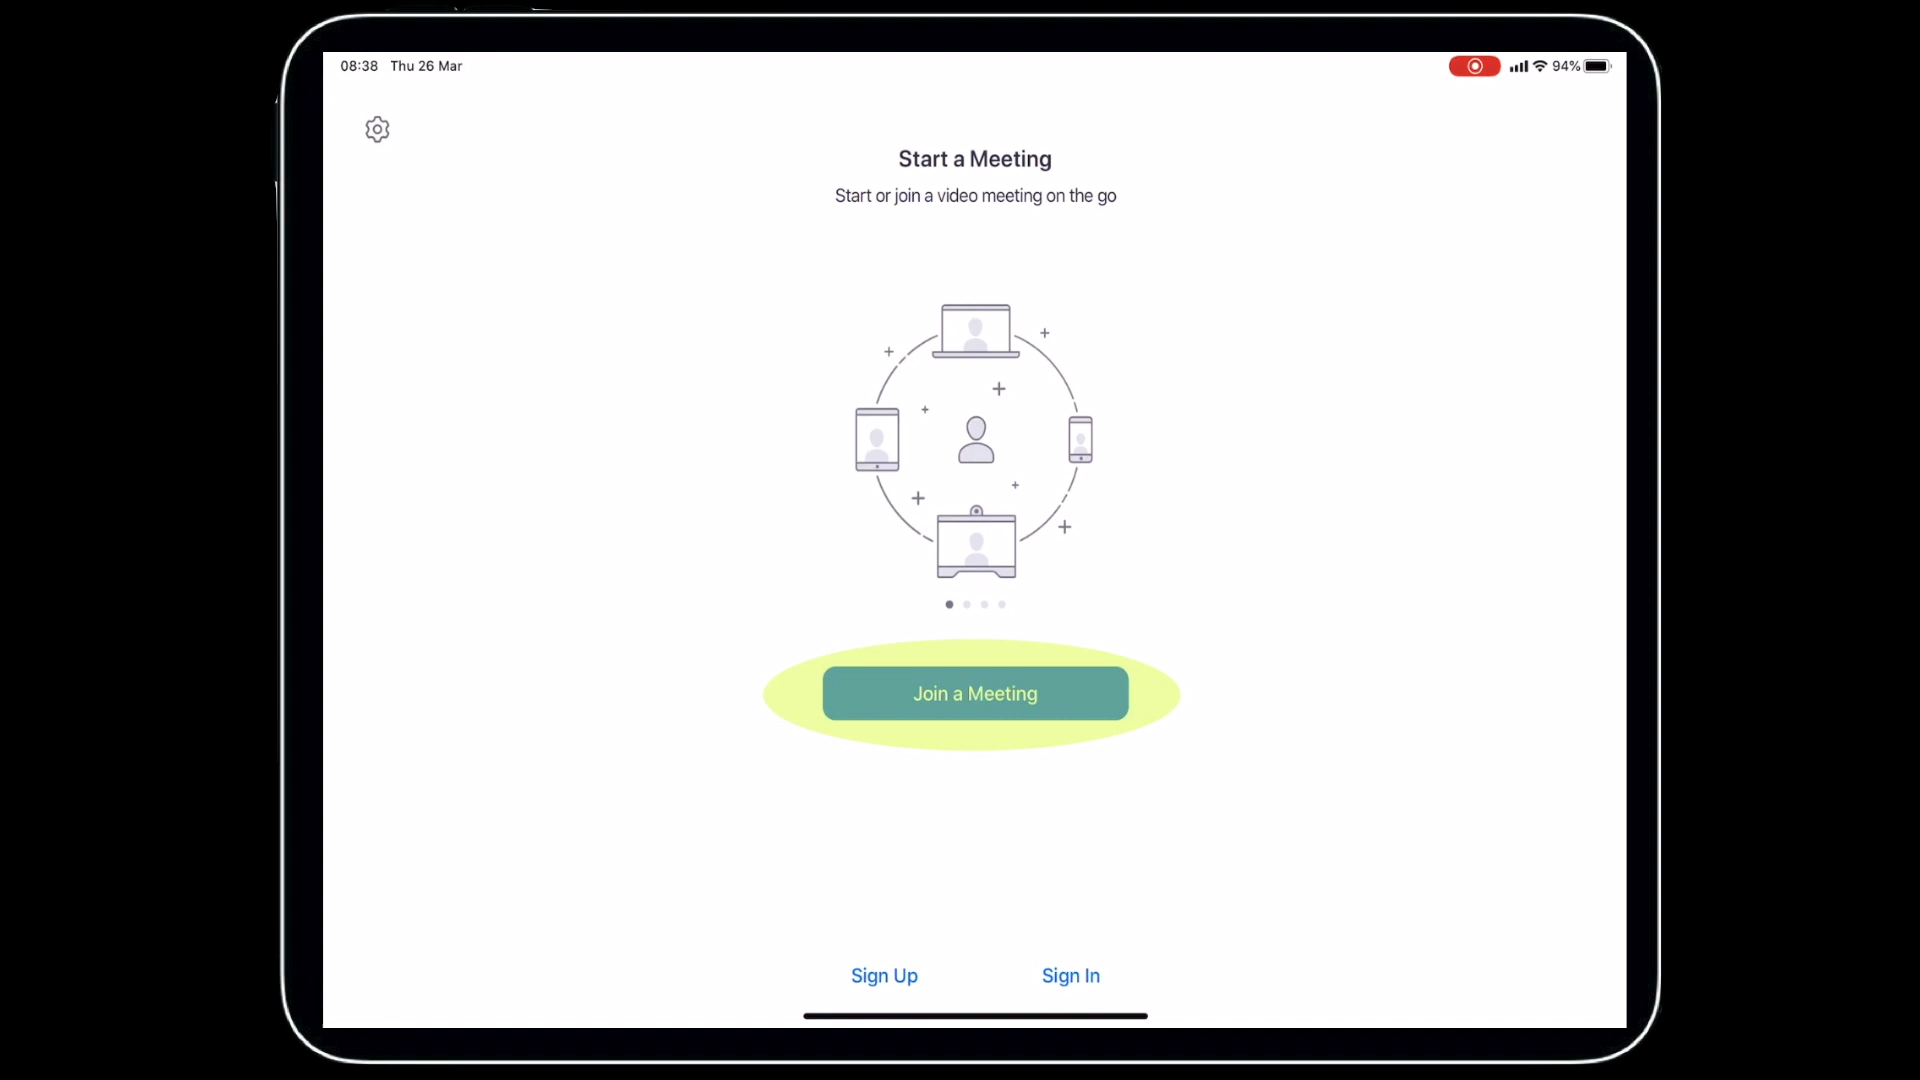 08:38 Thu 26 Mar
94%
Start a Meeting
Start or join a video meeting on the go
Join a Meeting
Sign Up Sign In